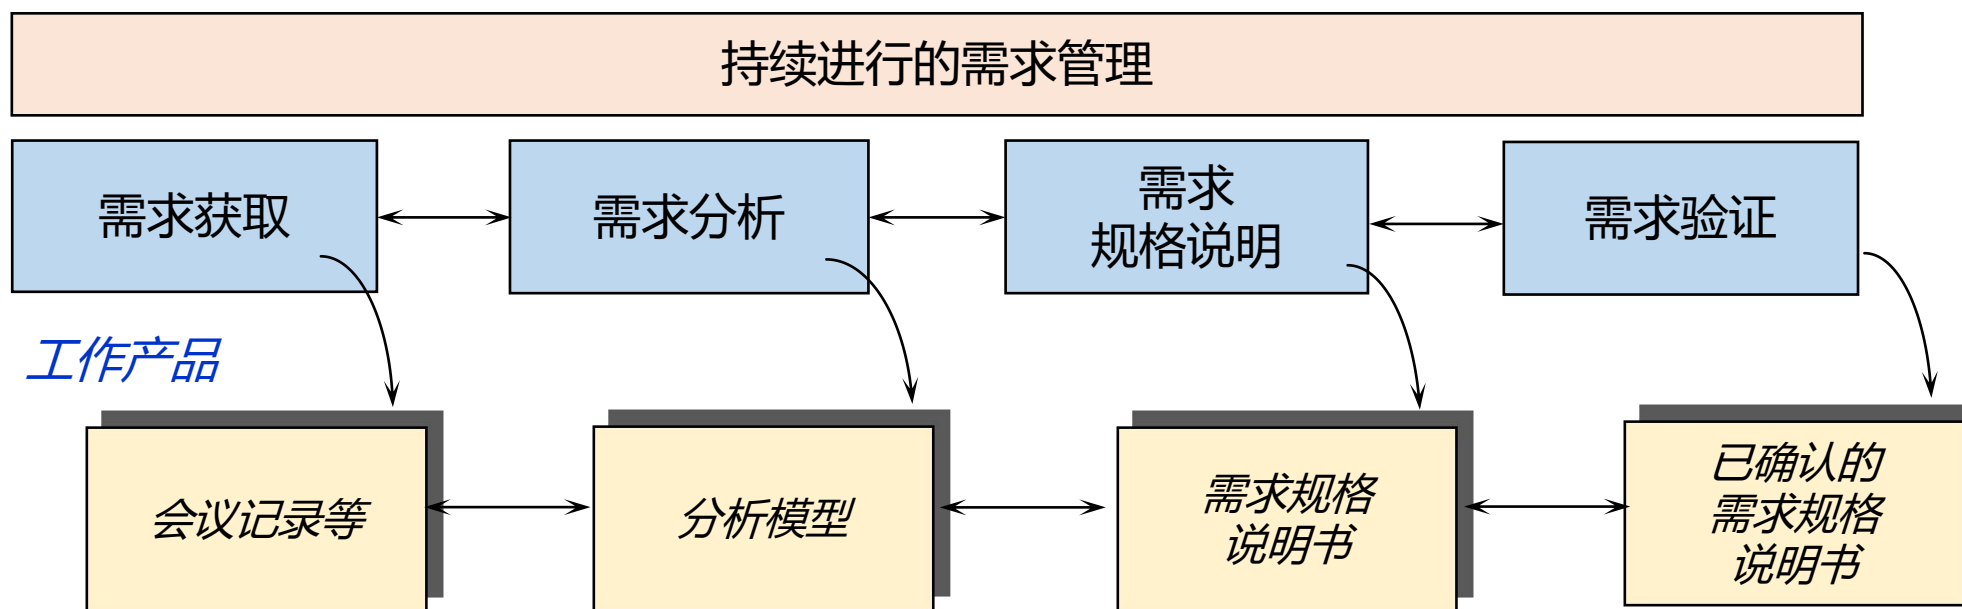 持续进行的需求管理
需求获取
需求分析
需求
规格说明
需求验证
工作产品
会议记录等
分析模型
需求规格
说明书
已确认的
需求规格
说明书